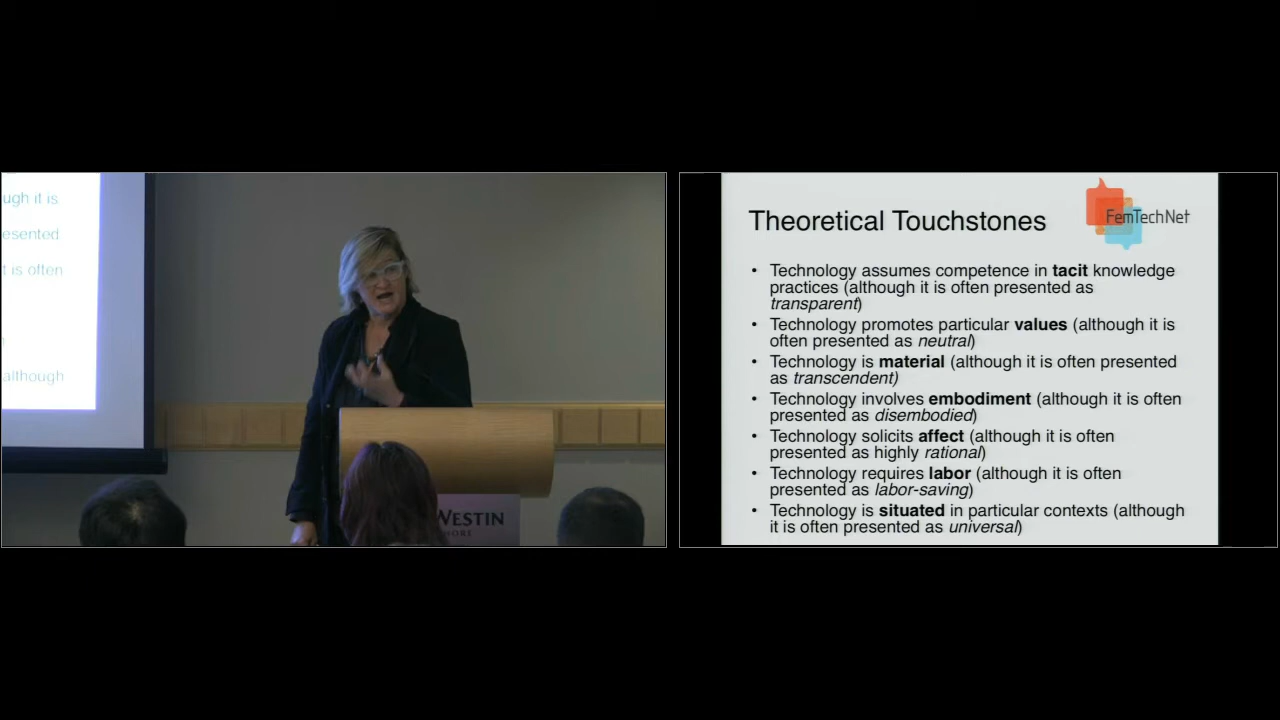 ugh it is
esented
t is often
although
WESTIN
Theoretical Touchstones
FemTechNet
• Technology assumes competence in tacit knowledge
practices (although it is often presented as
transparent)
• Technology promotes particular values (although it is
often presented as neutral)
• Technology is material (although it is often presented
as transcendent)
• Technology involves embodiment (although it is often
presented as disembodied)
• Technology solicits affect (although it is often
presented as highly rational)
• Technology requires labor (although it is often
presented as labor-saving)
• Technology is situated in particular contexts (although
it is often presented as universal)